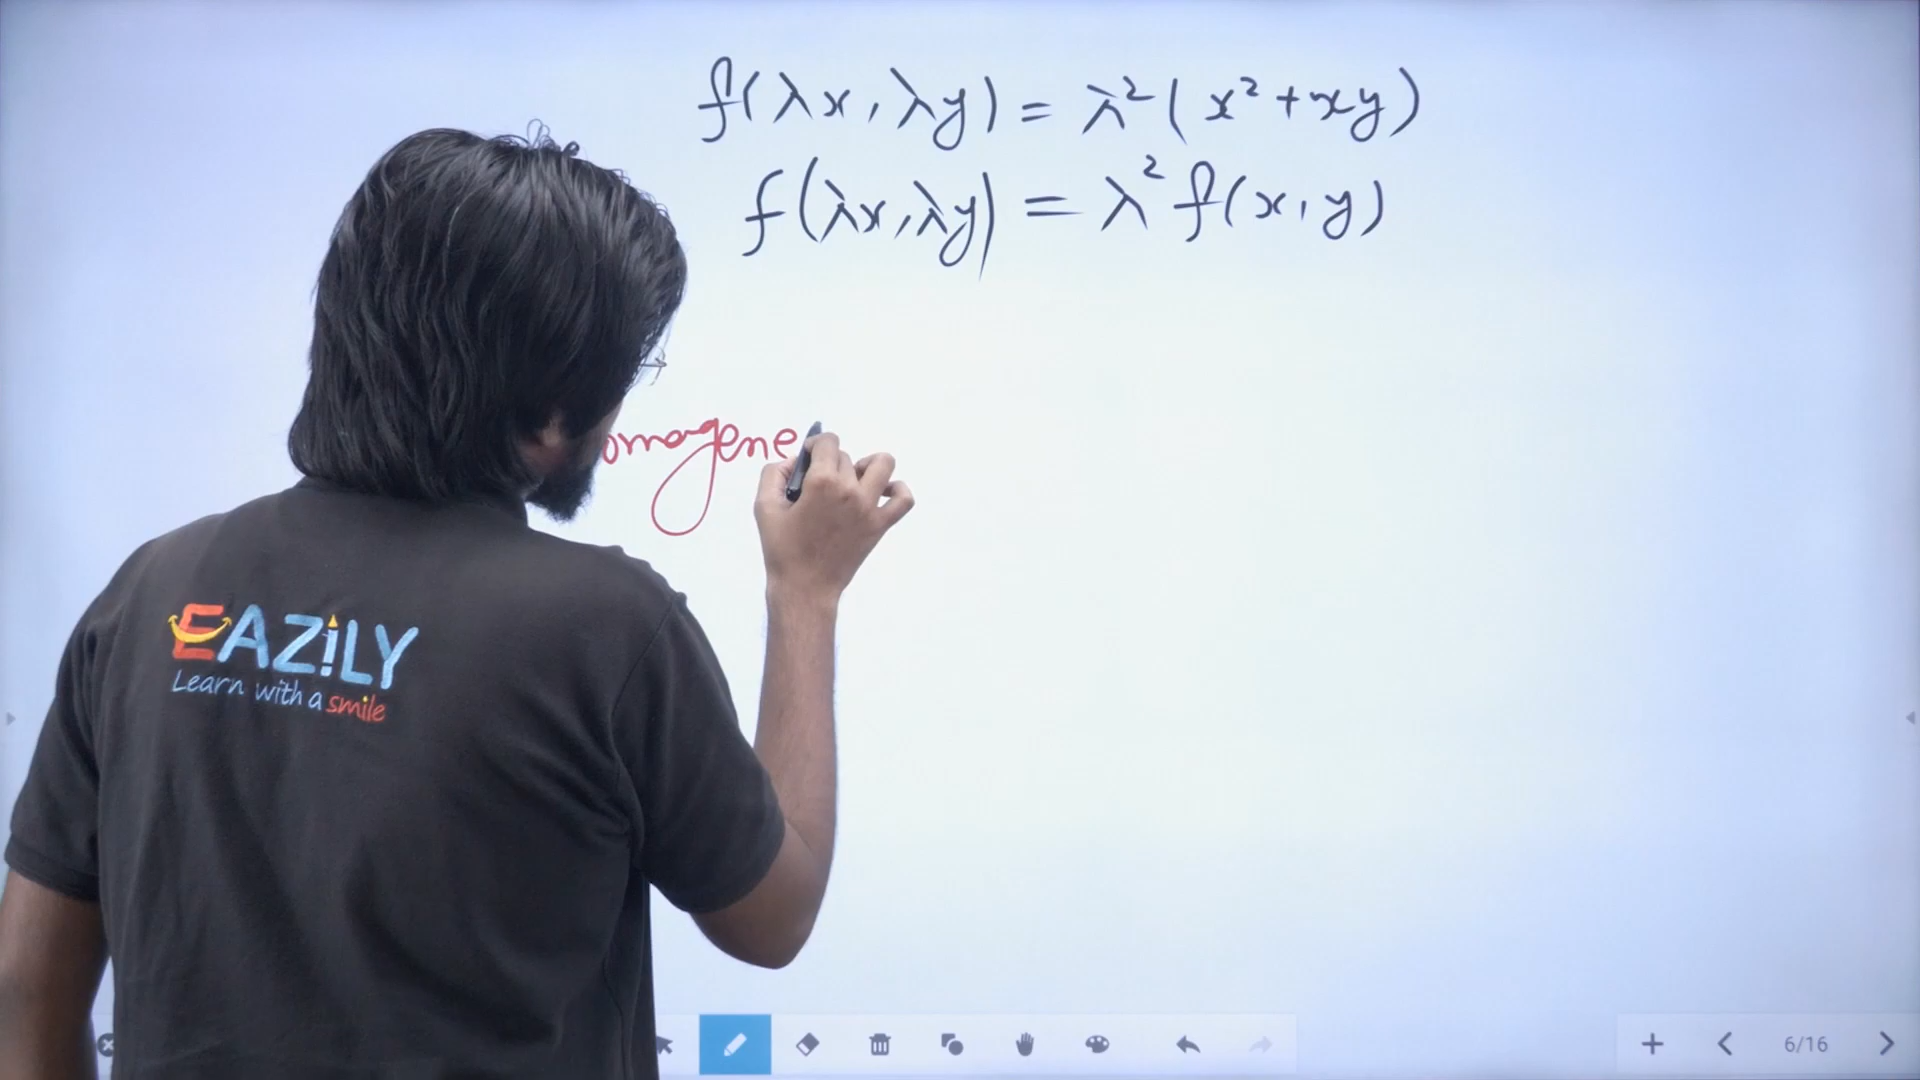 f(λx, λy) = λ²(x²+xy)
f(λx,λy) = λ² f(x,y)
omogene
EAZiLY
Learn with a smile
6/16